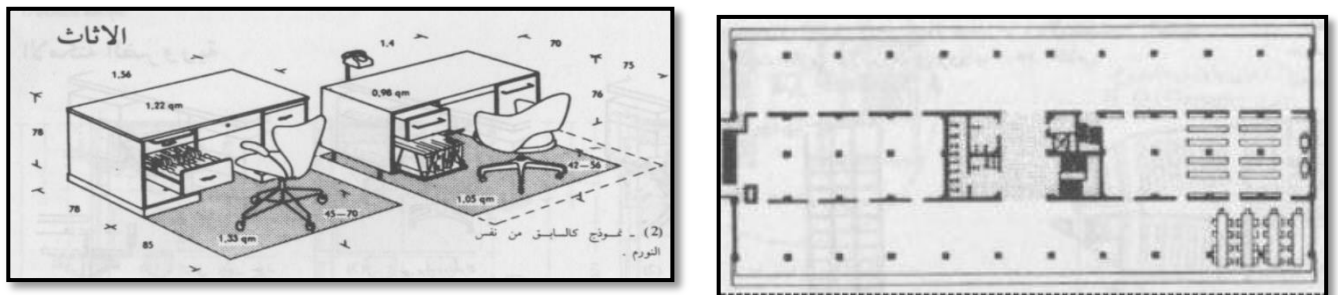 الاثاث
1,4
70
1,56
75
1,22 qm
0,98 qm
76
78
42—56
1,05 qm
45—70
78
1,33 qm
85
(2) ـ نموذج كالسابق من نفس
النورم .